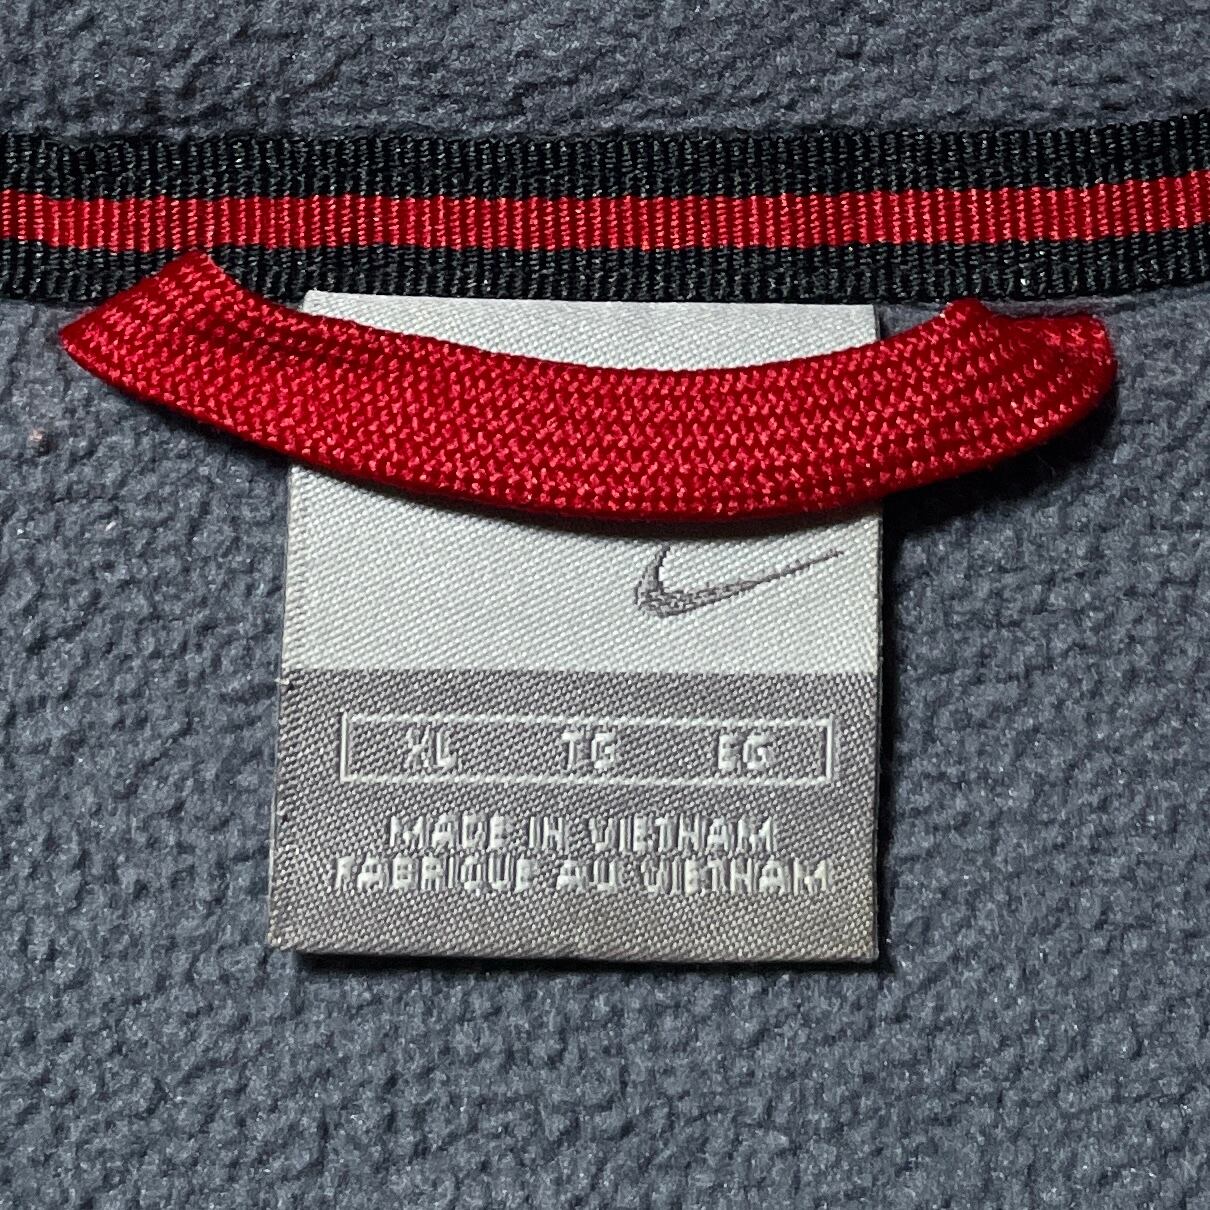 XL TG EG
MADE IN VIETNAM
FABRIQUE AU VIETNAM